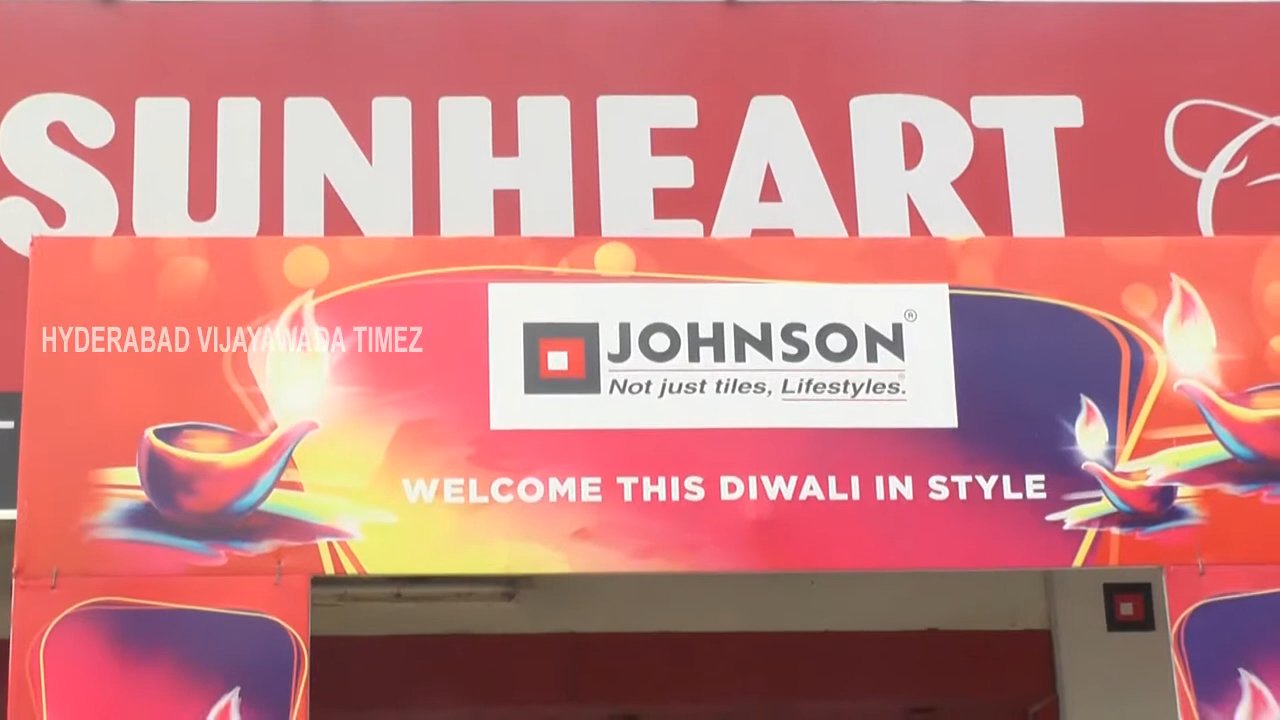 SUNHEART
HYDERABAD VIJAYAWADA TIMEZ
JOHNSON®
Not just tiles, Lifestyles.®
WELCOME THIS DIWALI IN STYLE